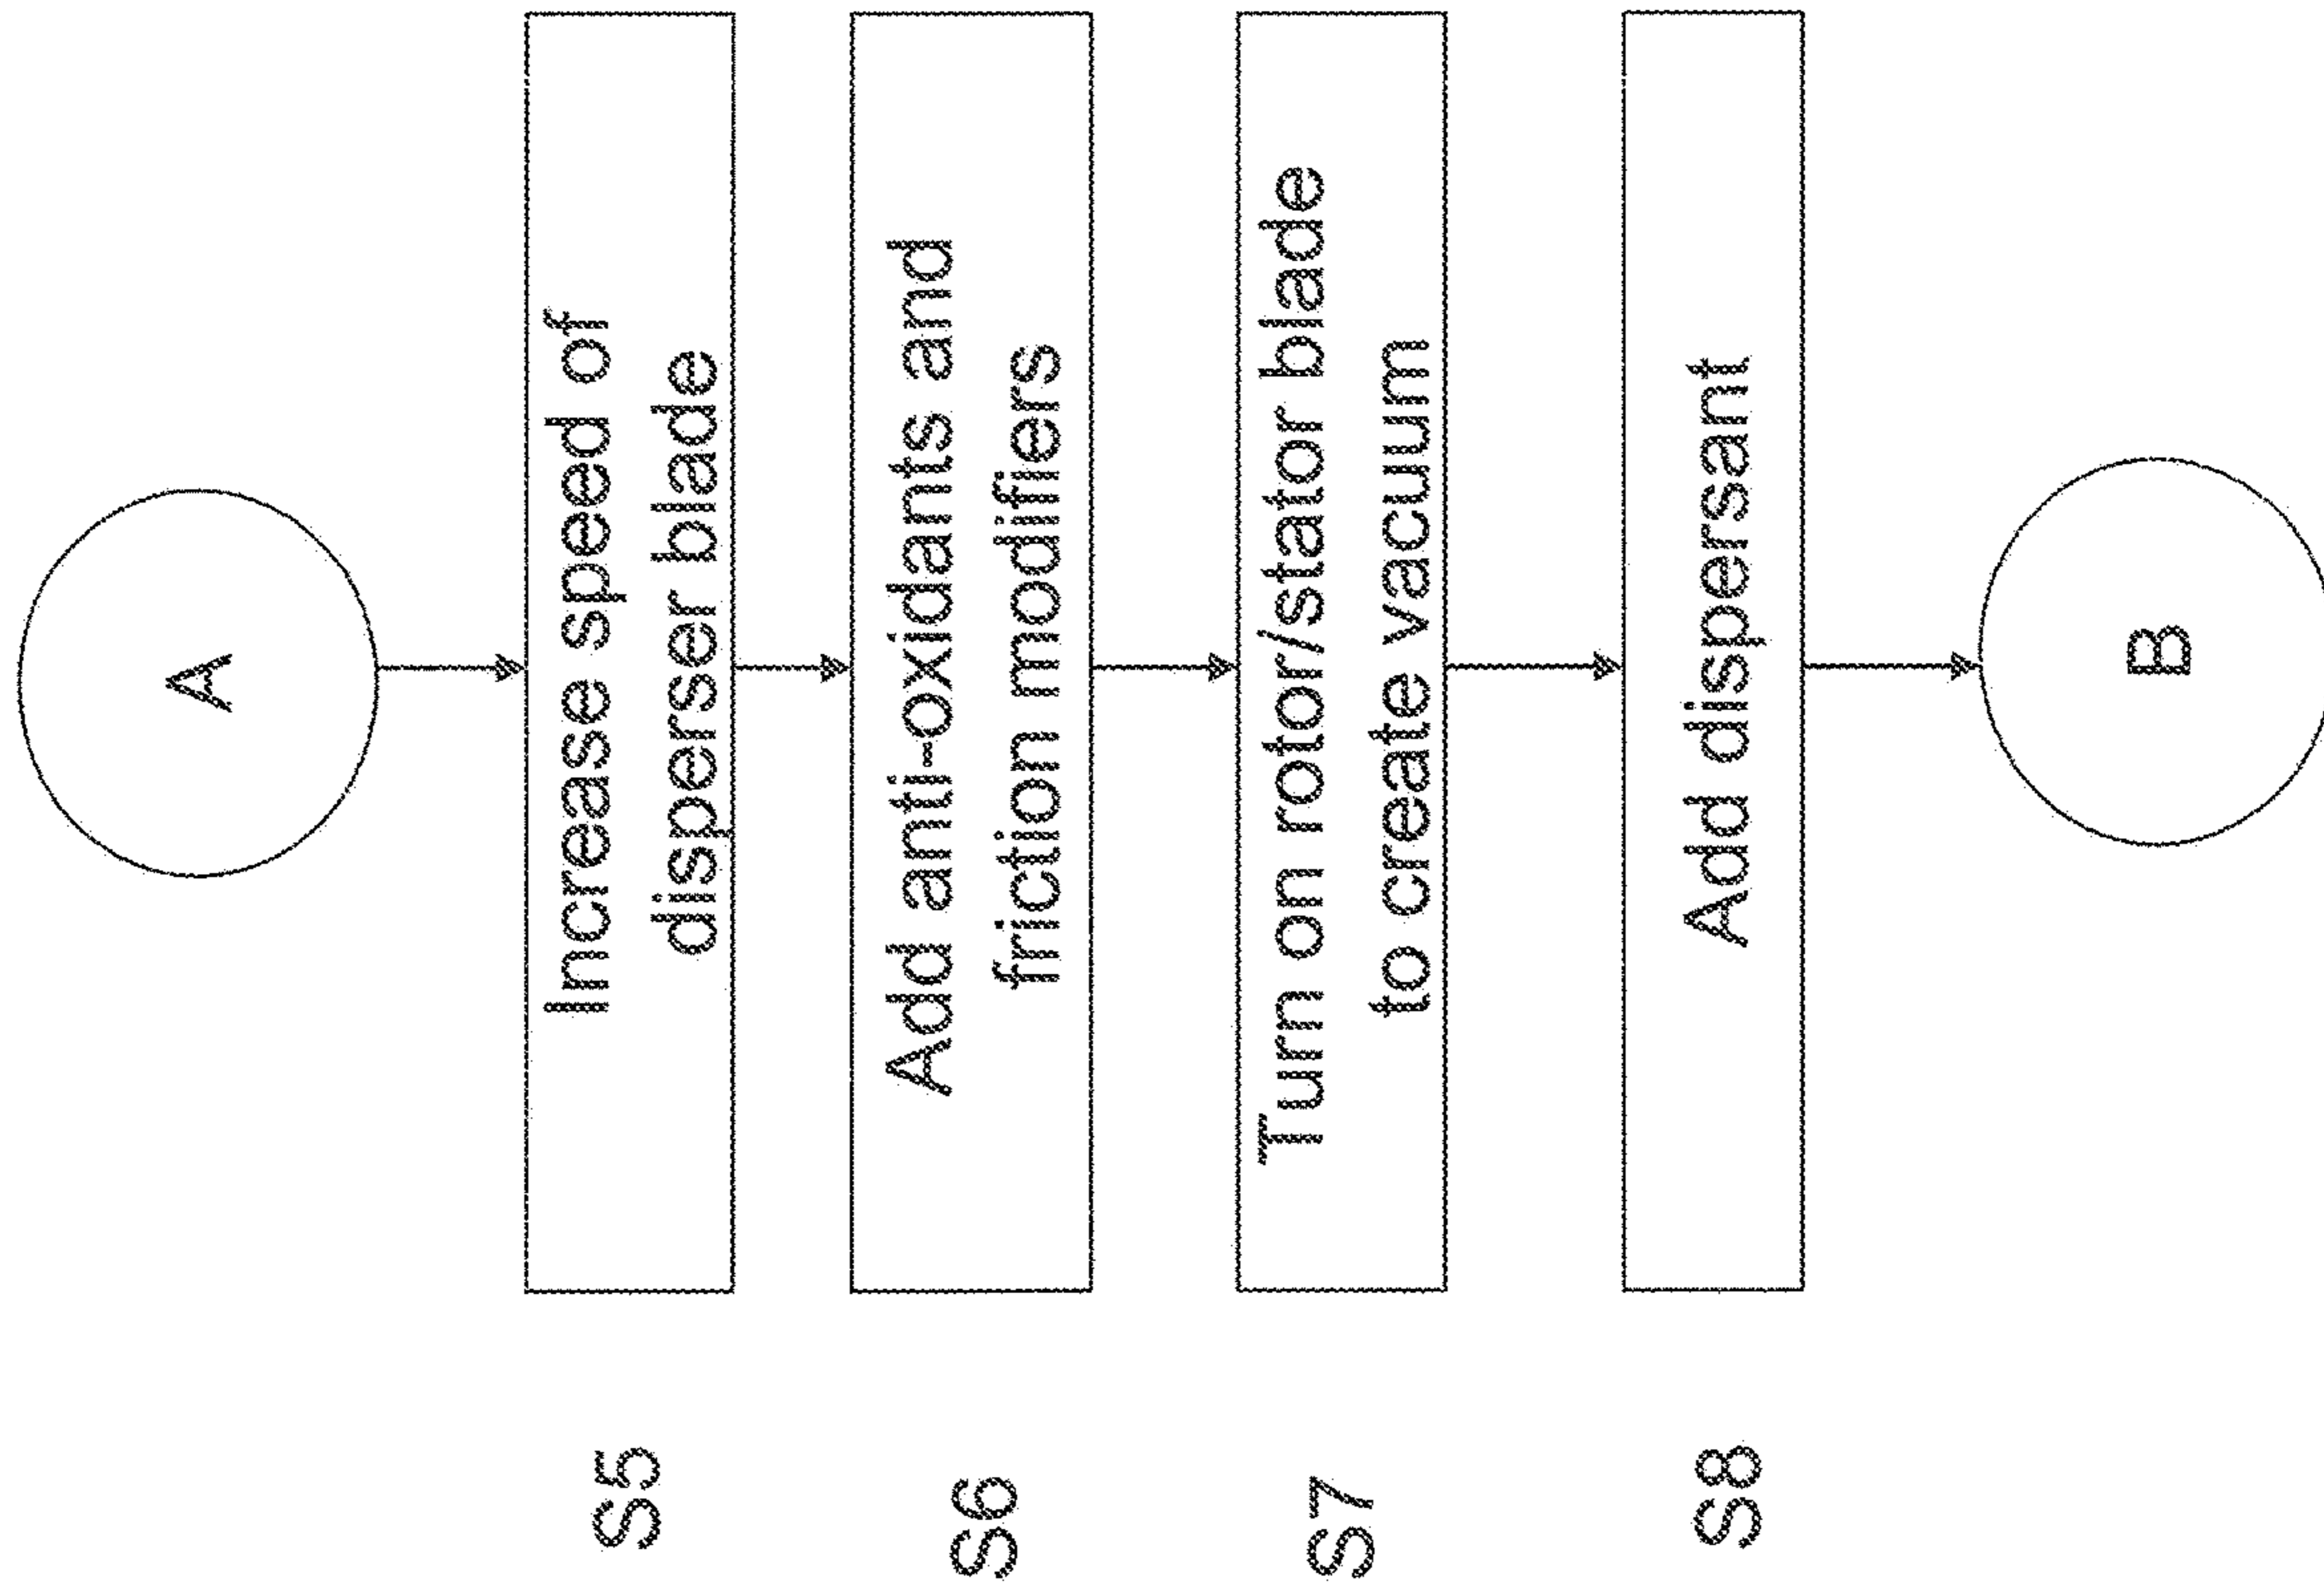 A
S5
Increase speed of
disperser blade
S6
Add anti-oxidants and
friction modifiers
S7
Turn on rotor/stator blade
to create vacuum
S8
Add dispersant
B